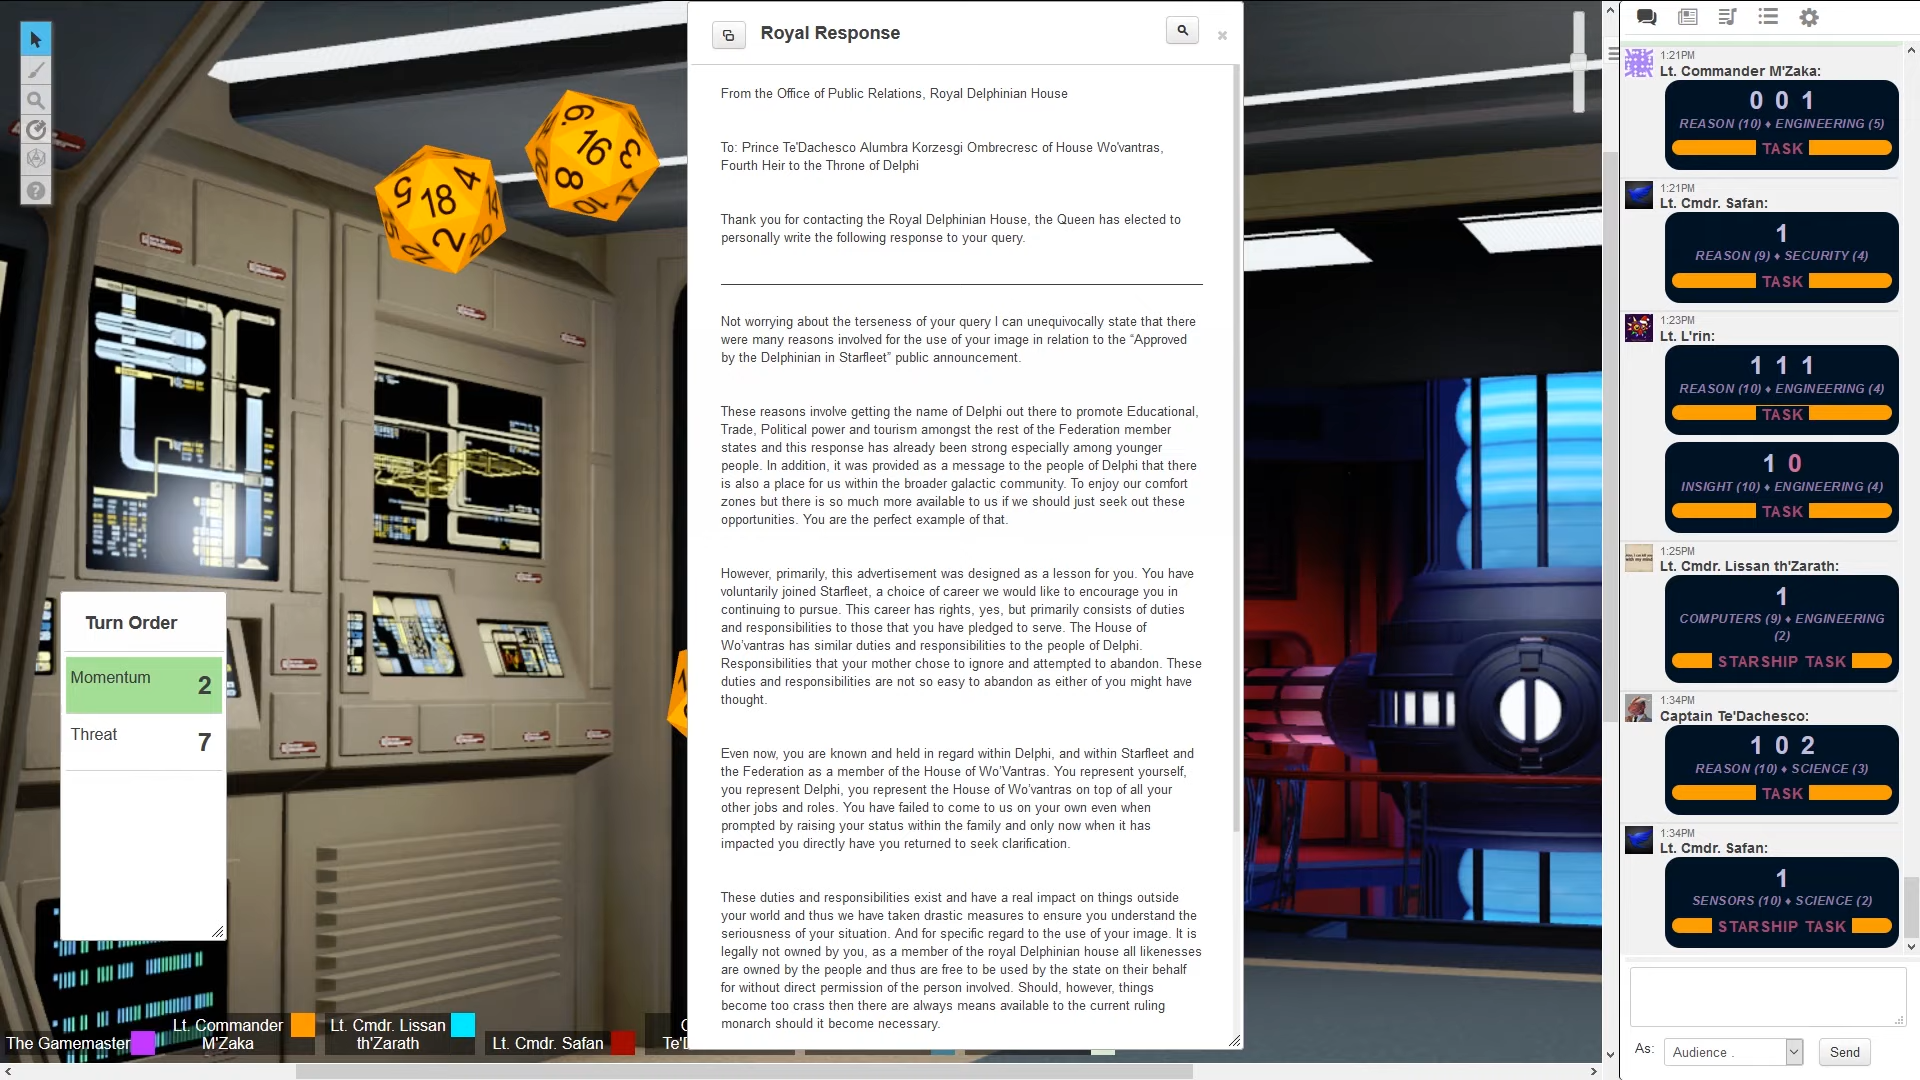 Royal Response
From the Office of Public Relations, Royal Delphinian House
To: Prince Te'Dachesco Alumbra Korzesgi Ombrecresc of House Wo'vantras,
Fourth Heir to the Throne of Delphi
Thank you for contacting the Royal Delphinian House, the Queen has elected to
personally write the following response to your query.
Not worrying about the terseness of your query I can unequivocally state that there
were many reasons involved for the use of your image in relation to the “Approved
by the Delphinian in Starfleet” public announcement.
These reasons involve getting the name of Delphi out there to promote Educational,
Trade, Political power and tourism amongst the rest of the Federation member
states and this response has already been strong especially among younger
people. In addition, it was provided as a message to the people of Delphi that there
is also a place for us within the broader galactic community. To enjoy our comfort
zones but there is so much more available to us if we should just seek out these
opportunities. You are the perfect example of that.
However, primarily, this advertisement was designed as a lesson for you. You have
voluntarily joined Starfleet, a choice of career we would like to encourage you in
continuing to pursue. This career has rights, yes, but primarily consists of duties
and responsibilities to those that you have pledged to serve. The House of
Wo’vantras has similar duties and responsibilities to the people of Delphi.
Responsibilities that your mother chose to ignore and attempted to abandon. These
duties and responsibilities are not so easy to abandon as either of you might have
thought.
Even now, you are known and held in regard within Delphi, and within Starfleet and
the Federation as a member of the House of Wo’Vantras. You represent yourself,
you represent Delphi, you represent the House of Wo’vantras on top of all your
other jobs and roles. You have failed to come to us on your own even when
prompted by raising your status within the family and only now when it has
impacted you directly have you returned to seek clarification.
These duties and responsibilities exist and have a real impact on things outside
your world and thus we have taken drastic measures to ensure you understand the
seriousness of your situation. And for specific regard to the use of your image. It is
legally not owned by you, as a member of the royal Delphinian house all likenesses
are owned by the people and thus are free to be used by the state on their behalf
for without direct permission of the person involved. Should, however, things
become too crass then there are always means available to the current ruling
monarch should it become necessary.
5 18 4
14
2
20
6
16 3
8
17
10
Turn Order
Momentum 2
Threat 7
The Gamemaster
Lt. Commander
M'Zaka
Lt. Cmdr. Lissan
th'Zarath
Lt. Cmdr. Safan
1:21PM
Lt. Commander M'Zaka:
0 0 1
REASON (10) ♦ ENGINEERING (5)
TASK
1:21PM
Lt. Cmdr. Safan:
1
REASON (9) ♦ SECURITY (4)
TASK
1:23PM
Lt. L'rin:
1 1 1
REASON (10) ♦ ENGINEERING (4)
TASK
1 0
INSIGHT (10) ♦ ENGINEERING (4)
TASK
1:25PM
Lt. Cmdr. Lissan th'Zarath:
1
COMPUTERS (9) ♦ ENGINEERING
(2)
STARSHIP TASK
1:34PM
Captain Te'Dachesco:
1 0 2
REASON (10) ♦ SCIENCE (3)
TASK
1:34PM
Lt. Cmdr. Safan:
1
SENSORS (10) ♦ SCIENCE (2)
STARSHIP TASK
As: Audience . Send